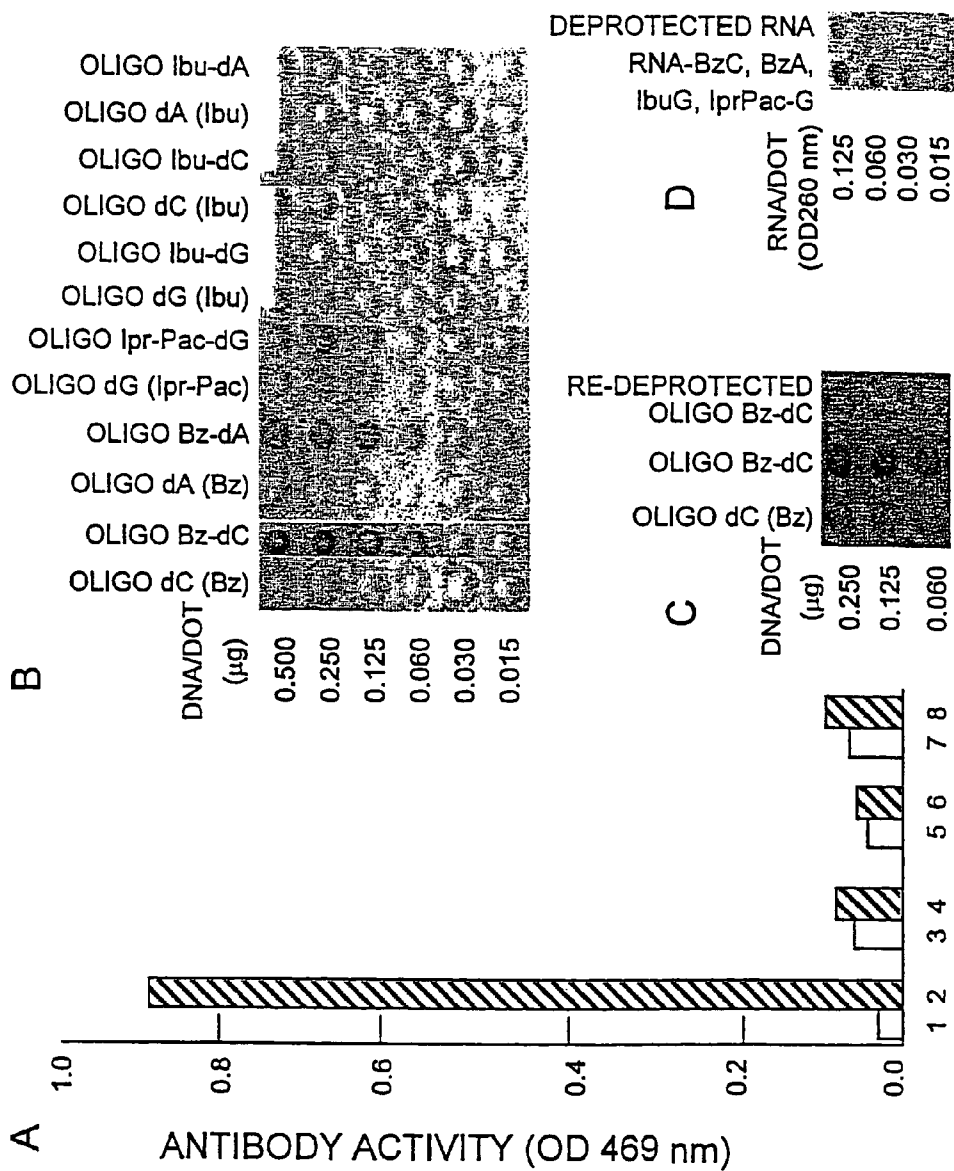 A
ANTIBODY ACTIVITY (OD 469 nm)
1.0
0.8
0.6
0.4
0.2
0.0
1 2 3 4 5 6 7 8
B
DNA/DOT
(µg)
0.500
0.250
0.125
0.060
0.030
0.015
OLIGO Ibu-dA
OLIGO dA (Ibu)
OLIGO Ibu-dC
OLIGO dC (Ibu)
OLIGO Ibu-dG
OLIGO dG (Ibu)
OLIGO Ipr-Pac-dG
OLIGO dG (Ipr-Pac)
OLIGO Bz-dA
OLIGO dA (Bz)
OLIGO Bz-dC
OLIGO dC (Bz)
C
DNA/DOT
(µg)
0.250
0.125
0.060
RE-DEPROTECTED
OLIGO Bz-dC
OLIGO Bz-dC
OLIGO dC (Bz)
D
RNA/DOT
(OD260 nm)
0.125
0.060
0.030
0.015
DEPROTECTED RNA
RNA-BzC, BzA,
IbuG, IprPac-G